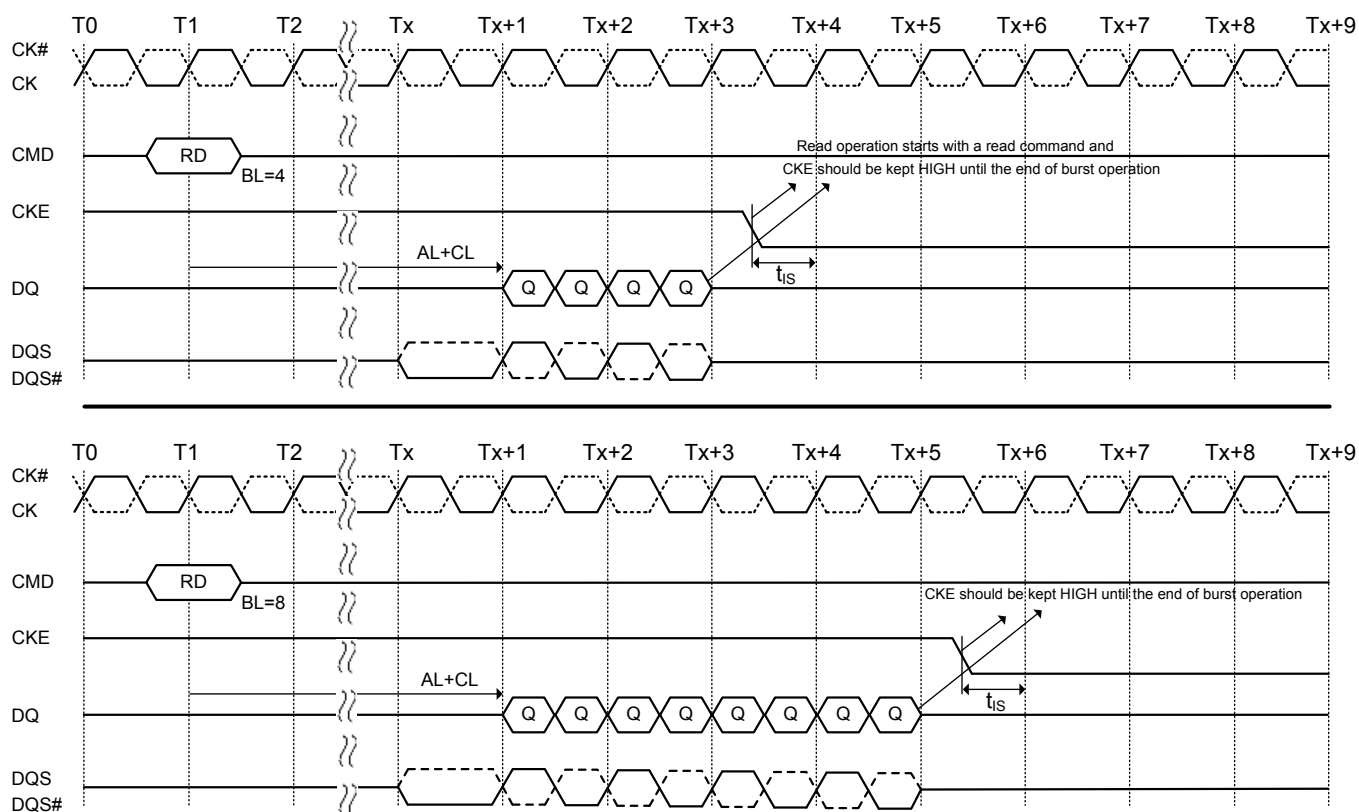 T0 T1 T2 Tx Tx+1 Tx+2 Tx+3 Tx+4 Tx+5 Tx+6 Tx+7 Tx+8 Tx+9
CK#
CK
CMD RD
BL=4
Read operation starts with a read command and
CKE should be kept HIGH until the end of burst operation
CKE
AL+CL
tIS
DQ Q Q Q Q
DQS
DQS#
T0 T1 T2 Tx Tx+1 Tx+2 Tx+3 Tx+4 Tx+5 Tx+6 Tx+7 Tx+8 Tx+9
CK#
CK
CMD RD
BL=8
CKE should be kept HIGH until the end of burst operation
CKE
AL+CL
tIS
DQ Q Q Q Q Q Q Q Q
DQS
DQS#